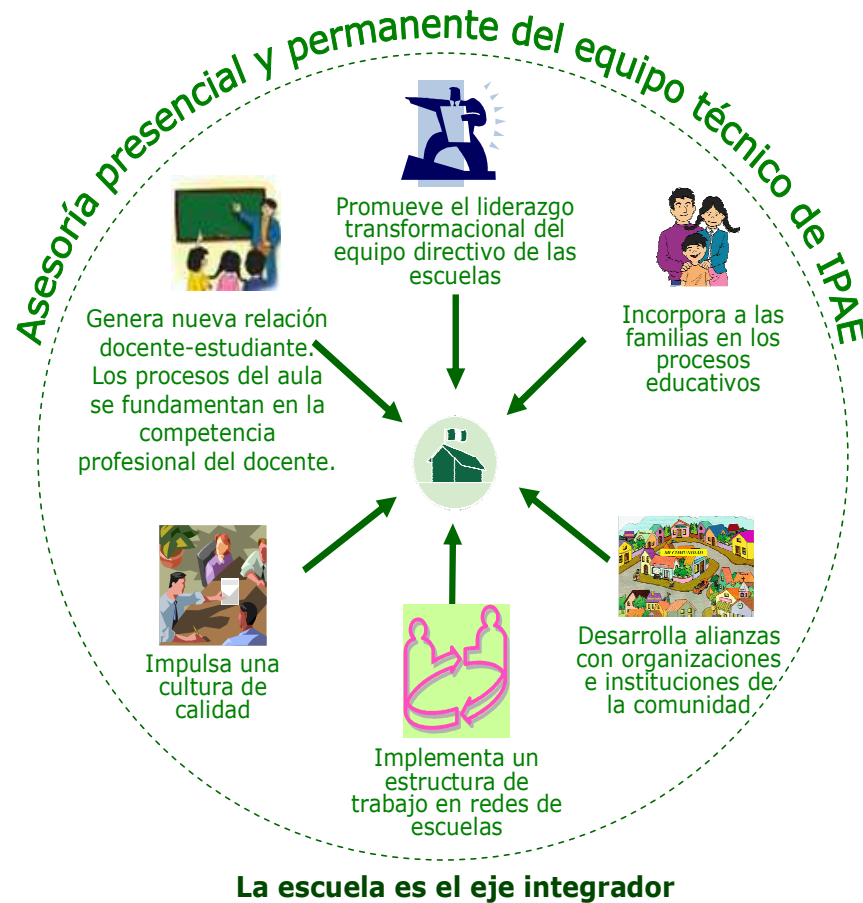 Asesoría presencial y permanente del equipo técnico de IPAE
Promueve el liderazgo
transformacional del
equipo directivo de las
escuelas
Genera nueva relación
docente-estudiante.
Los procesos del aula
se fundamentan en la
competencia
profesional del docente.
Incorpora a las
familias en los
procesos
educativos
Impulsa una
cultura de
calidad
MI COMUNIDAD
Desarrolla alianzas
con organizaciones
e instituciones de
la comunidad
Implementa un
estructura de
trabajo en redes de
escuelas
La escuela es el eje integrador